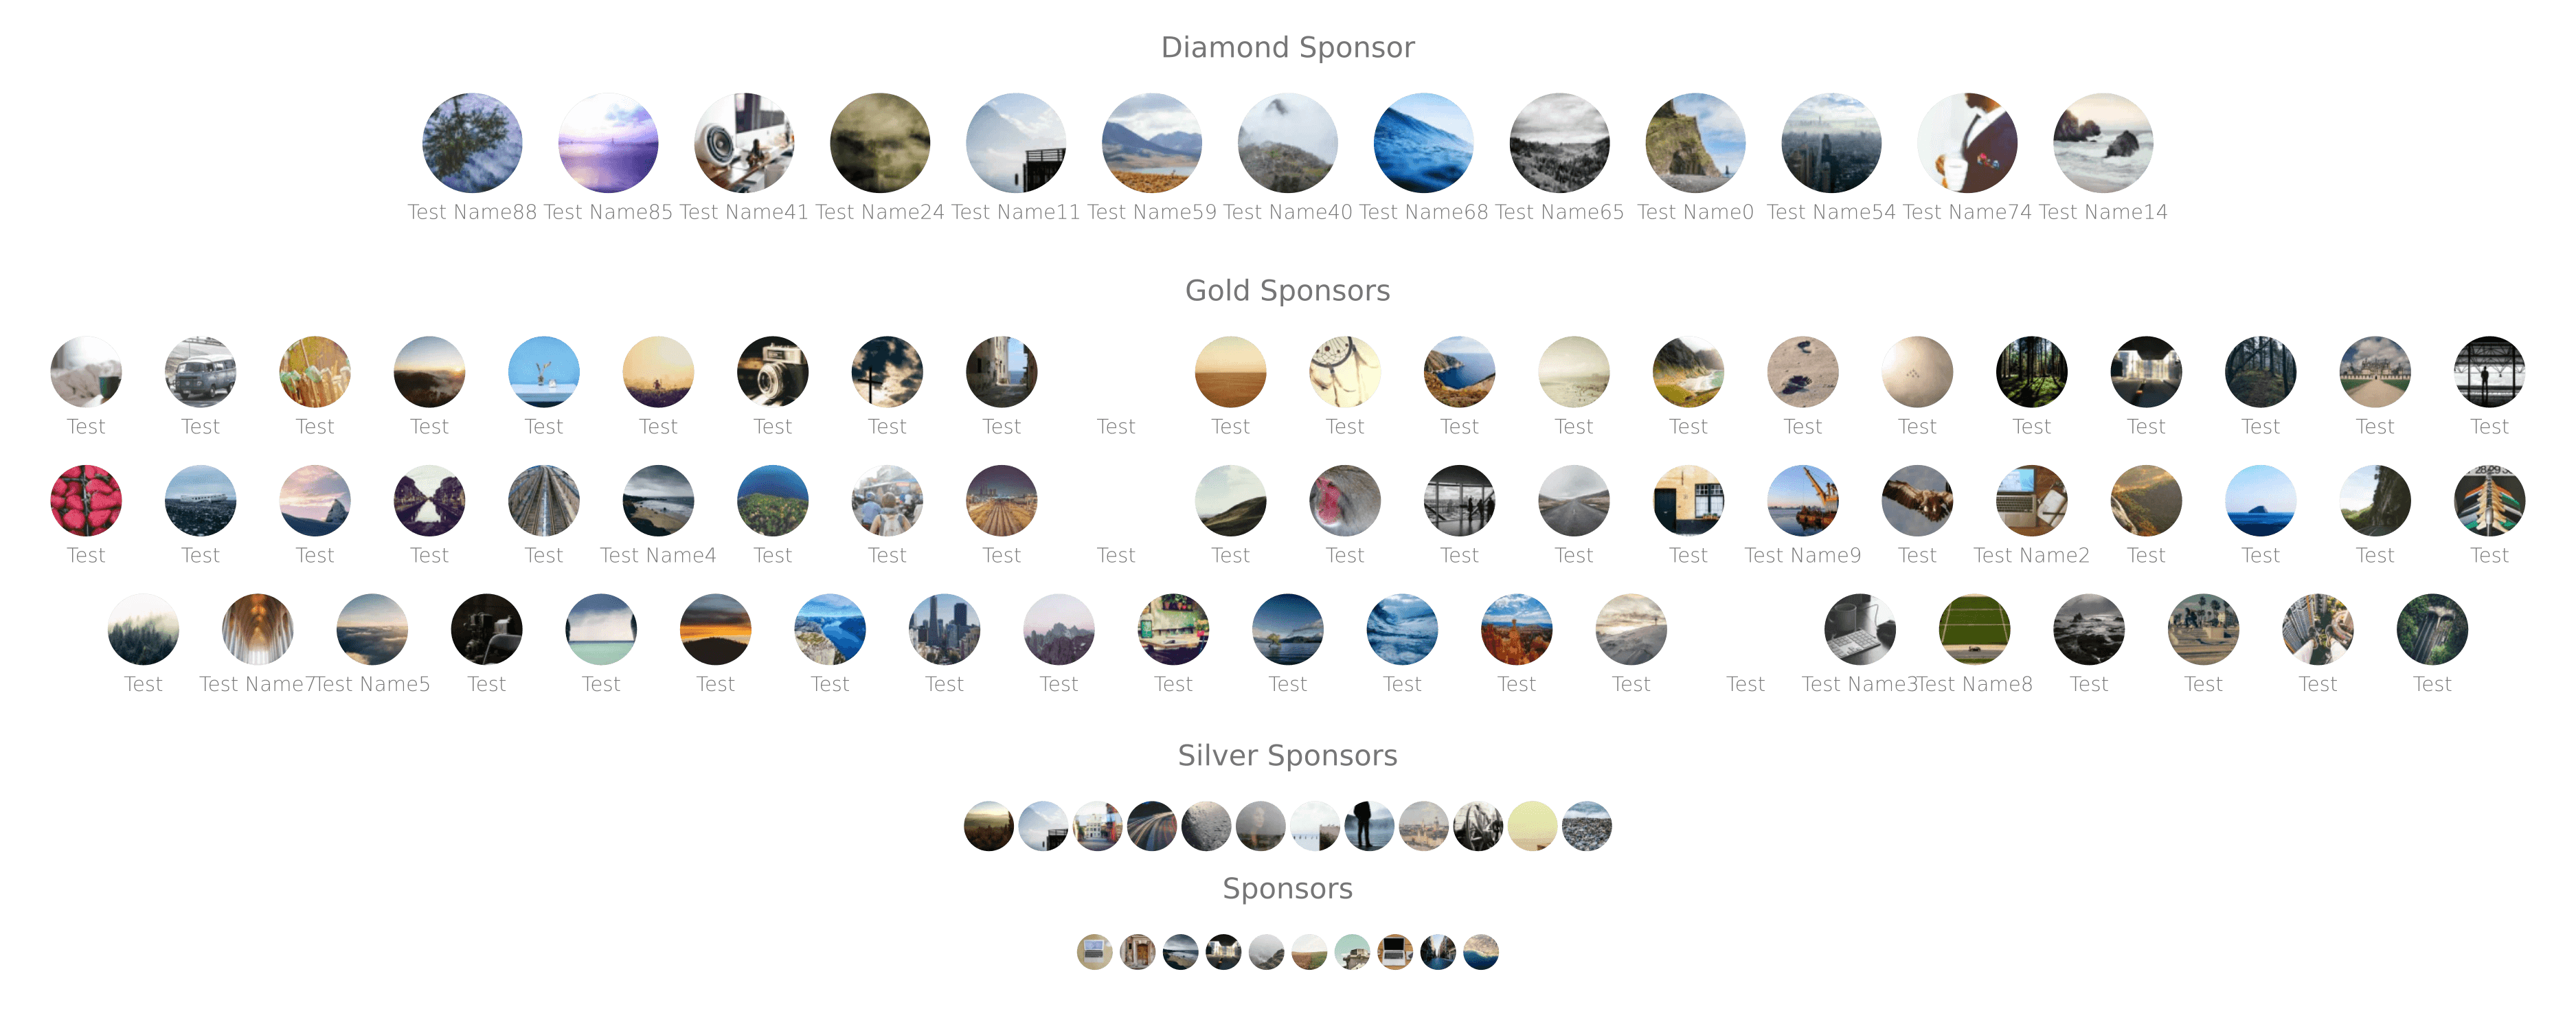 Diamond Sponsor
Test Name88 Test Name85 Test Name41 Test Name24 Test Name11 Test Name59 Test Name40 Test Name68 Test Name65 Test Name0 Test Name54 Test Name74 Test Name14
Gold Sponsors
Test Test Test Test Test Test Test Test Test Test Test Test Test Test Test Test Test Test Test Test Test Test
Test Test Test Test Test Test Name4 Test Test Test Test Test Test Test Test Test Test Name9 Test Test Name2 Test Test Test Test
Test Test Name7 Test Name5 Test Test Test Test Test Test Test Test Test Test Test Test Test Name3 Test Name8 Test Test Test Test
Silver Sponsors
Sponsors